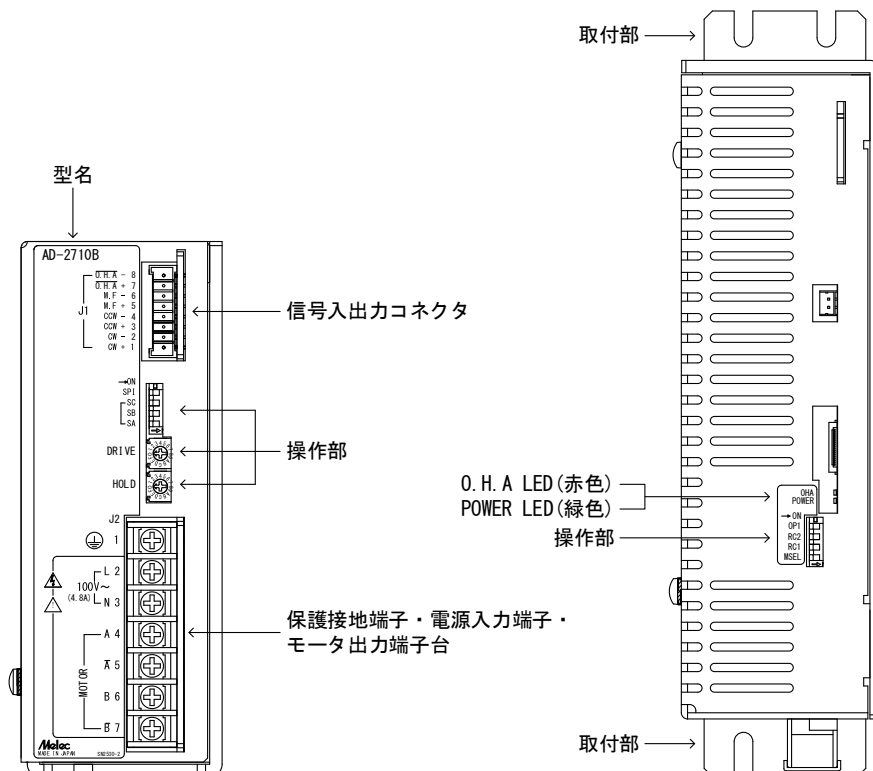 型名
AD-2710B
J1
O.H.A - 8
O.H.A + 7
M.F - 6
M.F + 5
CCW - 4
CCW + 3
CW - 2
CW + 1
信号入出力コネクタ
→ON
SPI
SC
SB
SA
DRIVE
HOLD
操作部
J2
1
L 2
100V~
(4.8A)
N 3
MOTOR
A 4
A̅ 5
B 6
B̅ 7
保護接地端子・電源入力端子・
モータ出力端子台
Melec
MADE IN JAPAN
SN2530-2
取付部
O.H.A LED(赤色)
POWER LED(緑色)
操作部
OHA
POWER
→ON
OP1
RC2
RC1
MSEL
取付部